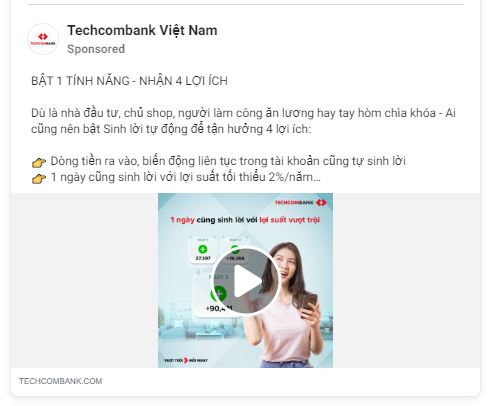 Techcombank Việt Nam
TECHCOMBANK
Sponsored
BẬT 1 TÍNH NĂNG - NHẬN 4 LỢI ÍCH
Dù là nhà đầu tư, chủ shop, người làm công ăn lương hay tay hòm chìa khóa - Ai
cũng nên bật Sinh lời tự động để tận hưởng 4 lợi ích:
👉 Dòng tiền ra vào, biến động liên tục trong tài khoản cũng tự sinh lời
👉 1 ngày cũng sinh lời với lợi suất tối thiểu 2%/năm...
TECHCOMBANK
1 ngày cũng sinh lời với lợi suất vượt trội
NGÀY 1
27,397
VƯỢT TRỘI MỖI NGÀY
TECHCOMBANK.COM